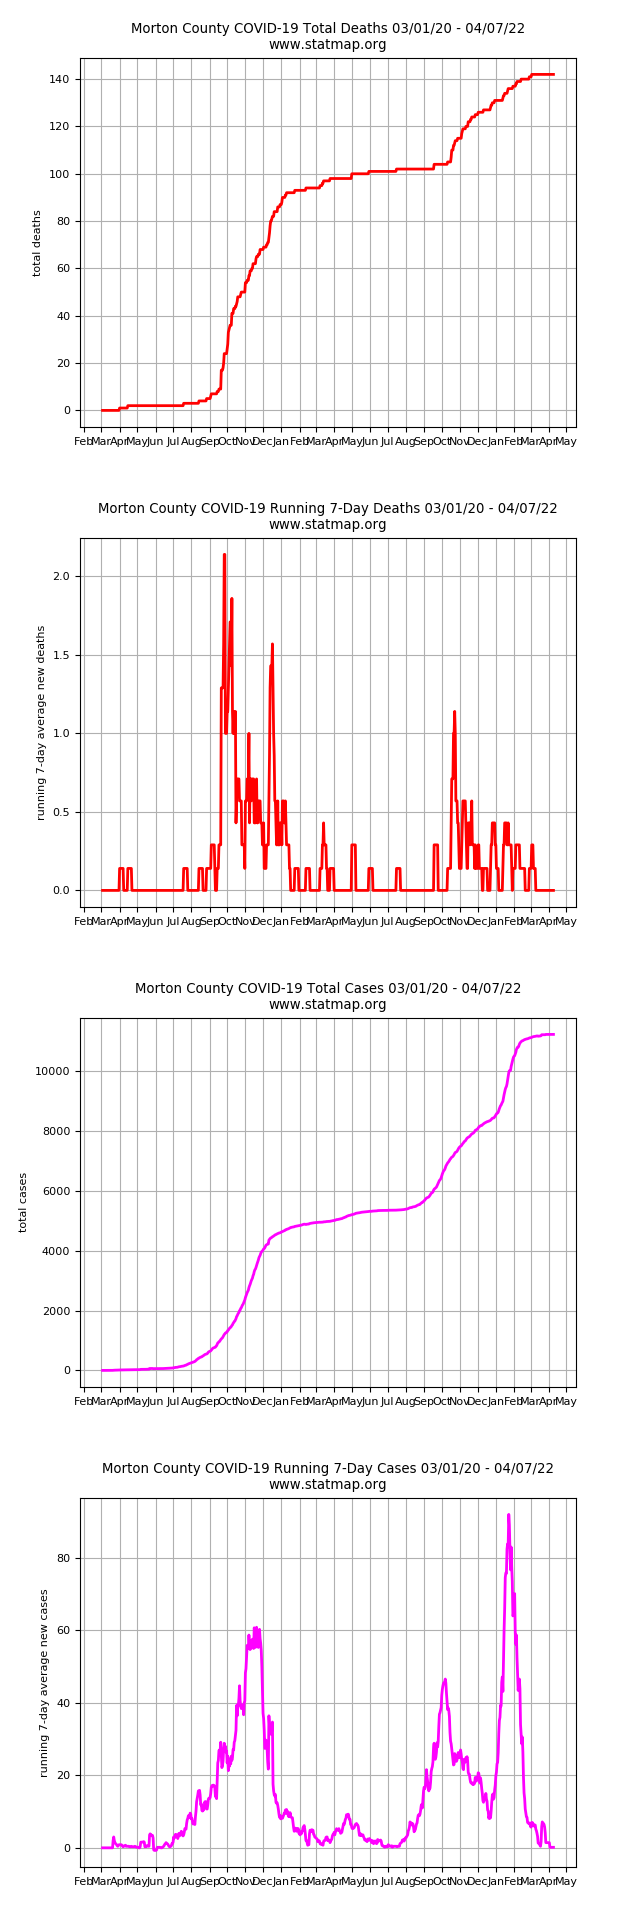 Morton County COVID-19 Total Deaths 03/01/20 - 04/07/22
www.statmap.org
140
120
100
80
60
40
20
0
total deaths
Feb Mar Apr May Jun Jul Aug Sep Oct Nov Dec Jan Feb Mar Apr May Jun Jul Aug Sep Oct Nov Dec Jan Feb Mar Apr May
Morton County COVID-19 Running 7-Day Deaths 03/01/20 - 04/07/22
www.statmap.org
2.0
1.5
1.0
0.5
0.0
running 7-day average new deaths
Feb Mar Apr May Jun Jul Aug Sep Oct Nov Dec Jan Feb Mar Apr May Jun Jul Aug Sep Oct Nov Dec Jan Feb Mar Apr May
Morton County COVID-19 Total Cases 03/01/20 - 04/07/22
www.statmap.org
10000
8000
6000
4000
2000
0
total cases
Feb Mar Apr May Jun Jul Aug Sep Oct Nov Dec Jan Feb Mar Apr May Jun Jul Aug Sep Oct Nov Dec Jan Feb Mar Apr May
Morton County COVID-19 Running 7-Day Cases 03/01/20 - 04/07/22
www.statmap.org
80
60
40
20
0
running 7-day average new cases
Feb Mar Apr May Jun Jul Aug Sep Oct Nov Dec Jan Feb Mar Apr May Jun Jul Aug Sep Oct Nov Dec Jan Feb Mar Apr May